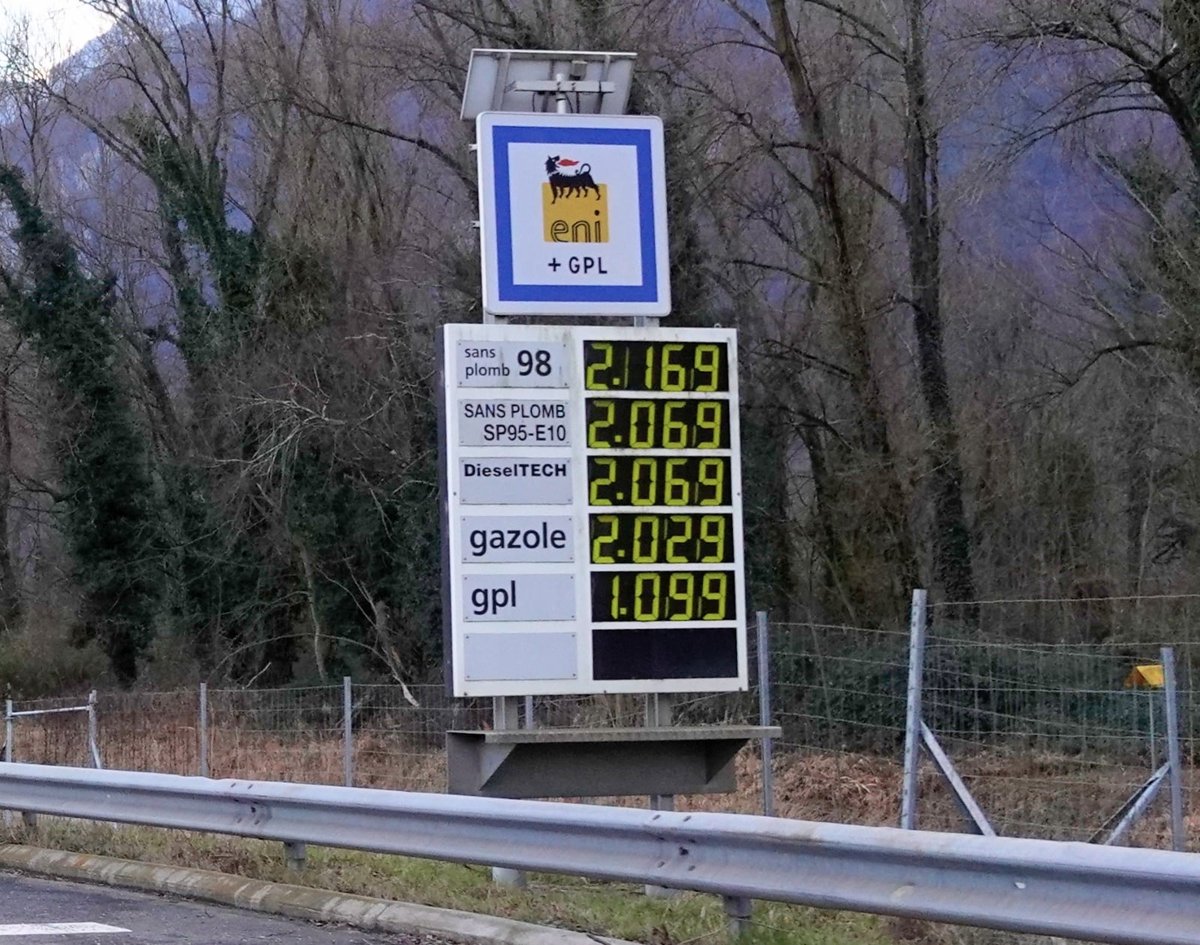 eni
+ GPL
sans plomb 98 2.169
SANS PLOMB
SP95-E10 2.069
DieselTECH 2.069
gazole 2.029
gpl 1.099